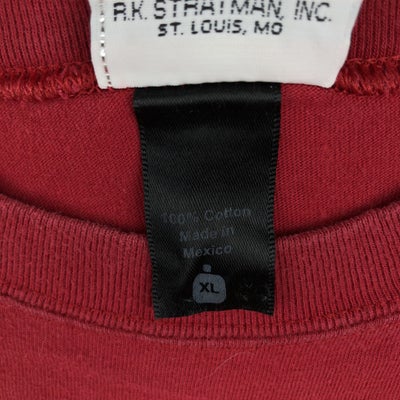 R.K. STRATMAN, INC.
ST. LOUIS, MO
100% Cotton
Made in
Mexico
XL